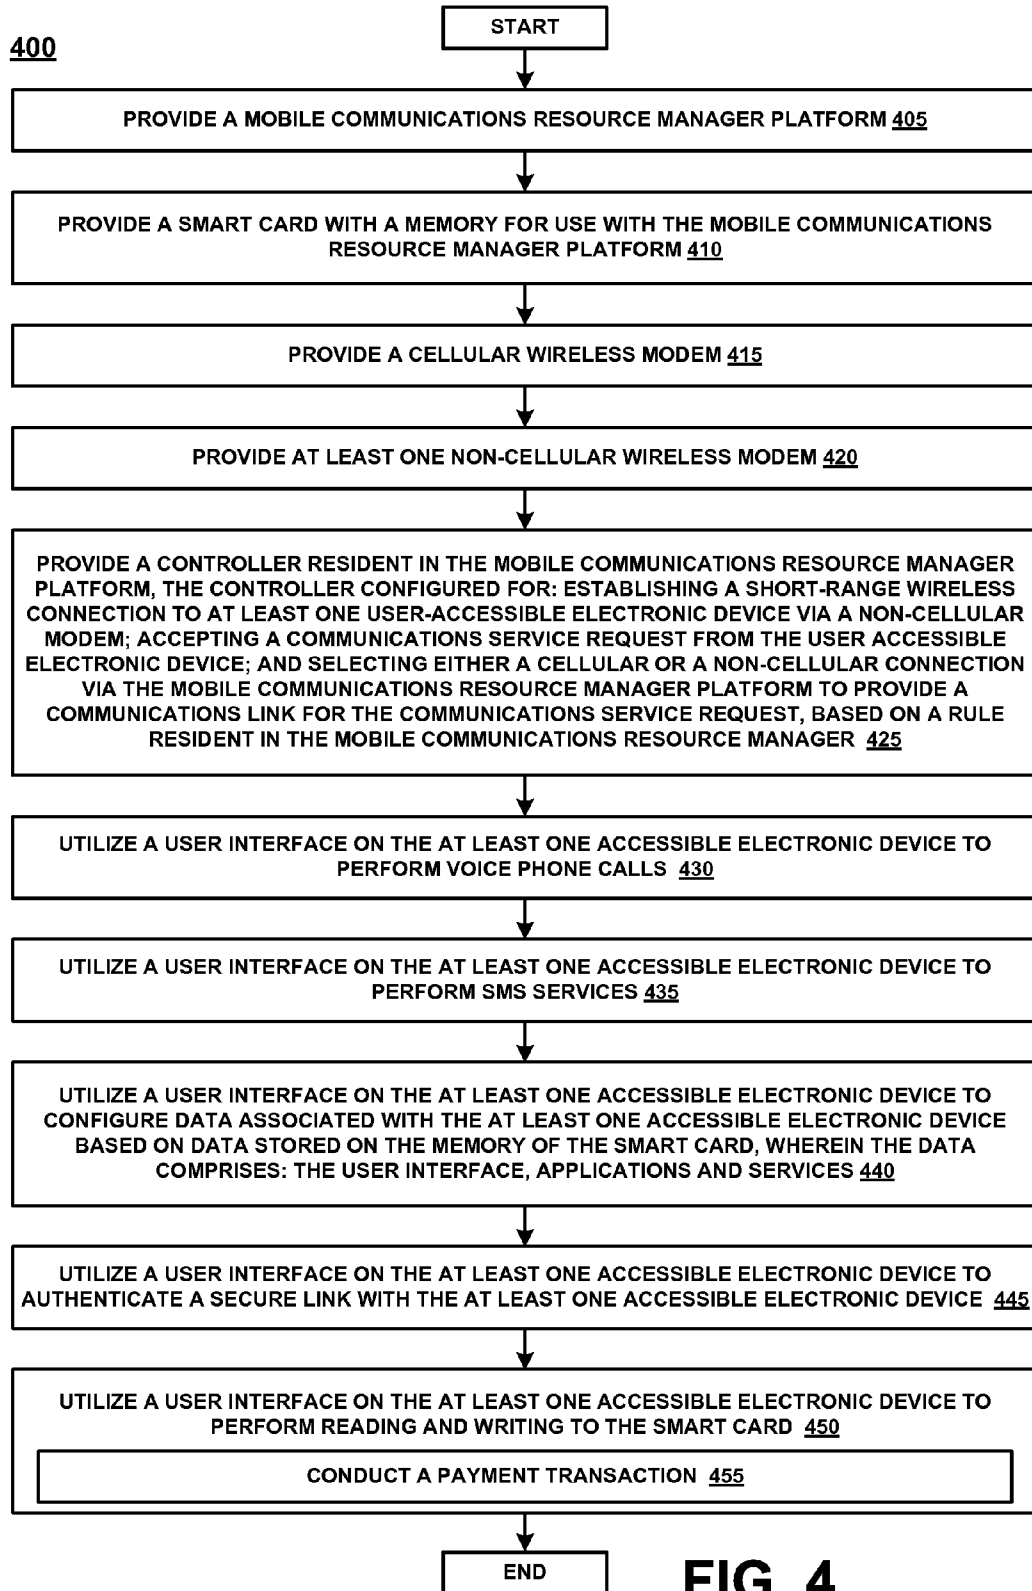 START
400
PROVIDE A MOBILE COMMUNICATIONS RESOURCE MANAGER PLATFORM 405
PROVIDE A SMART CARD WITH A MEMORY FOR USE WITH THE MOBILE COMMUNICATIONS
RESOURCE MANAGER PLATFORM 410
PROVIDE A CELLULAR WIRELESS MODEM 415
PROVIDE AT LEAST ONE NON-CELLULAR WIRELESS MODEM 420
PROVIDE A CONTROLLER RESIDENT IN THE MOBILE COMMUNICATIONS RESOURCE MANAGER
PLATFORM, THE CONTROLLER CONFIGURED FOR: ESTABLISHING A SHORT-RANGE WIRELESS
CONNECTION TO AT LEAST ONE USER-ACCESSIBLE ELECTRONIC DEVICE VIA A NON-CELLULAR
MODEM; ACCEPTING A COMMUNICATIONS SERVICE REQUEST FROM THE USER ACCESSIBLE
ELECTRONIC DEVICE; AND SELECTING EITHER A CELLULAR OR A NON-CELLULAR CONNECTION
VIA THE MOBILE COMMUNICATIONS RESOURCE MANAGER PLATFORM TO PROVIDE A
COMMUNICATIONS LINK FOR THE COMMUNICATIONS SERVICE REQUEST, BASED ON A RULE
RESIDENT IN THE MOBILE COMMUNICATIONS RESOURCE MANAGER 425
UTILIZE A USER INTERFACE ON THE AT LEAST ONE ACCESSIBLE ELECTRONIC DEVICE TO
PERFORM VOICE PHONE CALLS 430
UTILIZE A USER INTERFACE ON THE AT LEAST ONE ACCESSIBLE ELECTRONIC DEVICE TO
PERFORM SMS SERVICES 435
UTILIZE A USER INTERFACE ON THE AT LEAST ONE ACCESSIBLE ELECTRONIC DEVICE TO
CONFIGURE DATA ASSOCIATED WITH THE AT LEAST ONE ACCESSIBLE ELECTRONIC DEVICE
BASED ON DATA STORED ON THE MEMORY OF THE SMART CARD, WHEREIN THE DATA
COMPRISES: THE USER INTERFACE, APPLICATIONS AND SERVICES 440
UTILIZE A USER INTERFACE ON THE AT LEAST ONE ACCESSIBLE ELECTRONIC DEVICE TO
AUTHENTICATE A SECURE LINK WITH THE AT LEAST ONE ACCESSIBLE ELECTRONIC DEVICE 445
UTILIZE A USER INTERFACE ON THE AT LEAST ONE ACCESSIBLE ELECTRONIC DEVICE TO
PERFORM READING AND WRITING TO THE SMART CARD 450
CONDUCT A PAYMENT TRANSACTION 455
END
FIG. 4